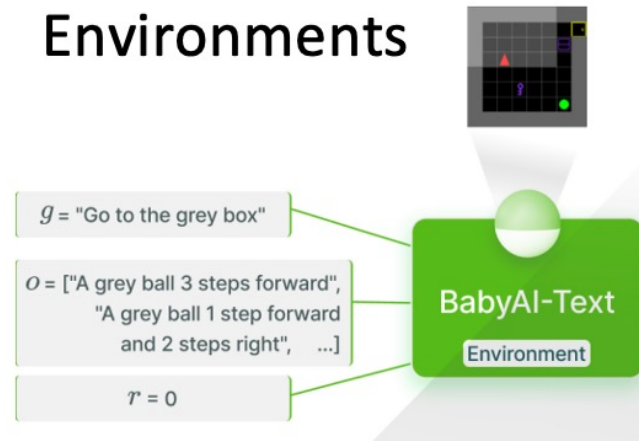 Environments
g = "Go to the grey box"
o = ["A grey ball 3 steps forward",
"A grey ball 1 step forward
and 2 steps right", ...]
r = 0
BabyAI-Text
Environment